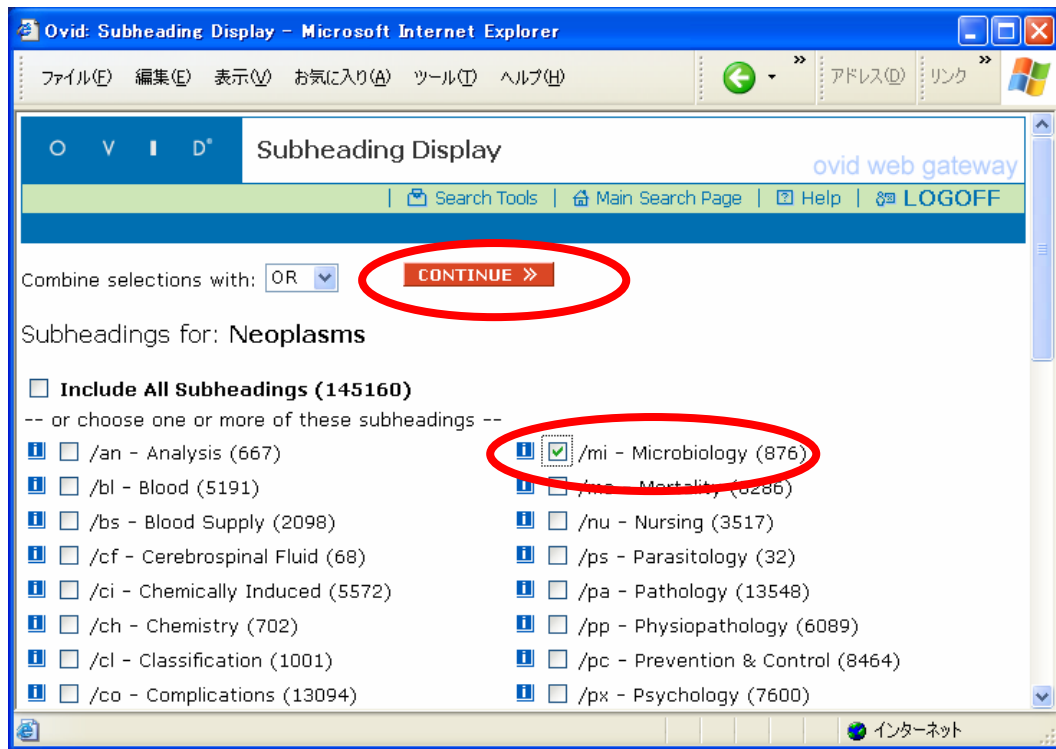 Ovid: Subheading Display - Microsoft Internet Explorer
ファイル(F) 編集(E) 表示(V) お気に入り(A) ツール(T) ヘルプ(H) » アドレス(D) リンク »
O V I D® Subheading Display
ovid web gateway
| Search Tools | Main Search Page | Help | LOGOFF
Combine selections with: OR CONTINUE »
Subheadings for: Neoplasms
Include All Subheadings (145160)
-- or choose one or more of these subheadings --
/an - Analysis (667) /mi - Microbiology (876)
/bl - Blood (5191) /mo - Mortality (6286)
/bs - Blood Supply (2098) /nu - Nursing (3517)
/cf - Cerebrospinal Fluid (68) /ps - Parasitology (32)
/ci - Chemically Induced (5572) /pa - Pathology (13548)
/ch - Chemistry (702) /pp - Physiopathology (6089)
/cl - Classification (1001) /pc - Prevention & Control (8464)
/co - Complications (13094) /px - Psychology (7600)
インターネット